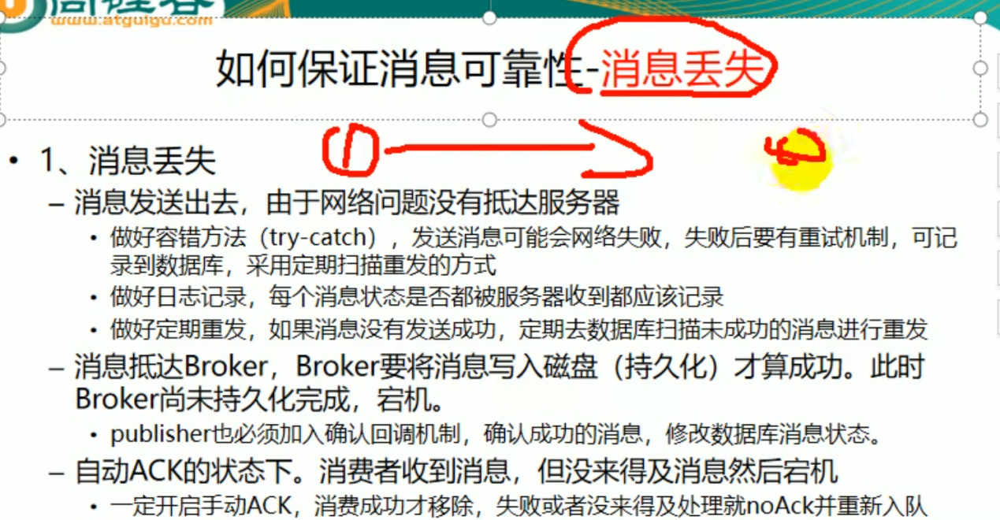 尚硅谷
www.atguigu.com
如何保证消息可靠性-消息丢失
• 1、消息丢失
– 消息发送出去，由于网络问题没有抵达服务器
• 做好容错方法（try-catch），发送消息可能会网络失败，失败后要有重试机制，可记
录到数据库，采用定期扫描重发的方式
• 做好日志记录，每个消息状态是否都被服务器收到都应该记录
• 做好定期重发，如果消息没有发送成功，定期去数据库扫描未成功的消息进行重发
– 消息抵达Broker，Broker要将消息写入磁盘（持久化）才算成功。此时
Broker尚未持久化完成，宕机。
• publisher也必须加入确认回调机制，确认成功的消息，修改数据库消息状态。
– 自动ACK的状态下。消费者收到消息，但没来得及消息然后宕机
• 一定开启手动ACK，消费成功才移除，失败或者没来得及处理就noAck并重新入队